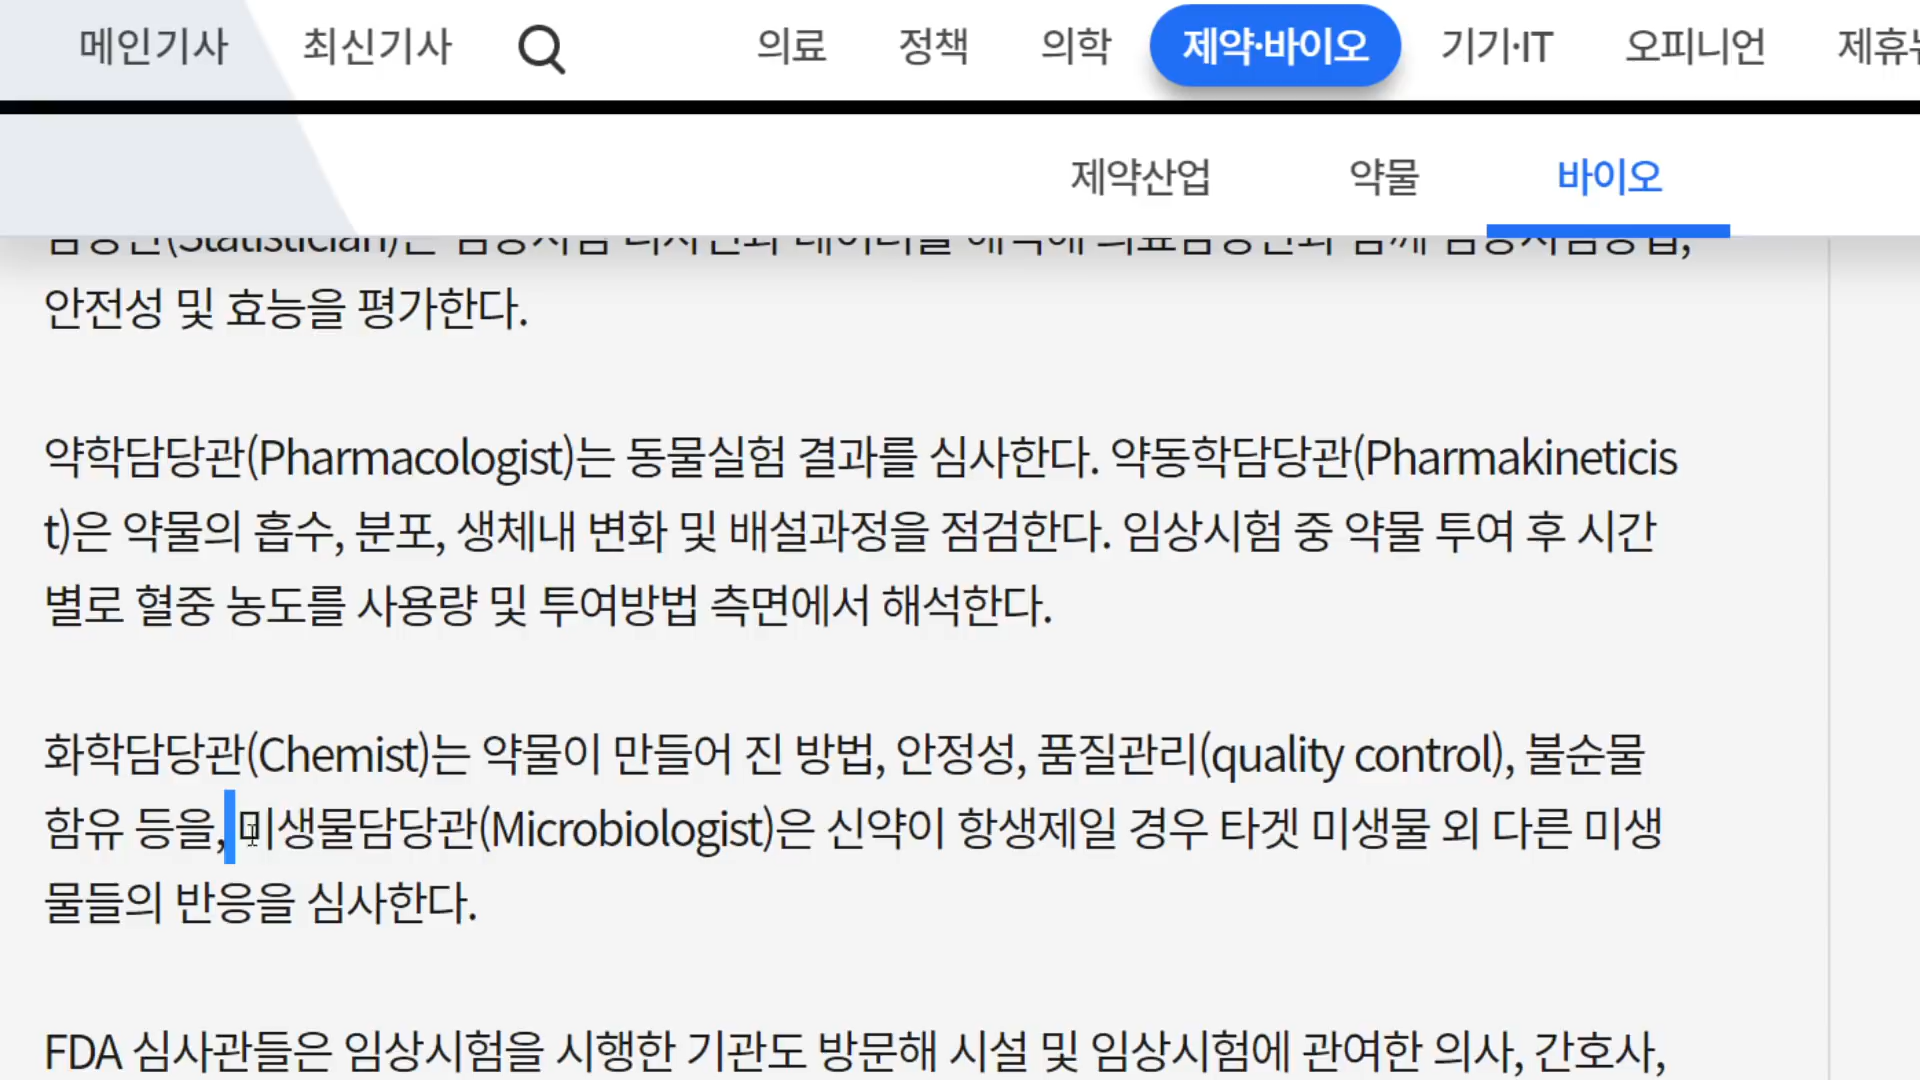 메인기사 최신기사 의료 정책 의학 제약·바이오 기기·IT 오피니언
제약산업 약물 바이오
안전성 및 효능을 평가한다.
약학담당관(Pharmacologist)는 동물실험 결과를 심사한다. 약동학담당관(Pharmakineticis
t)은 약물의 흡수, 분포, 생체내 변화 및 배설과정을 점검한다. 임상시험 중 약물 투여 후 시간
별로 혈중 농도를 사용량 및 투여방법 측면에서 해석한다.
화학담당관(Chemist)는 약물이 만들어 진 방법, 안정성, 품질관리(quality control), 불순물
함유 등을, 미생물담당관(Microbiologist)은 신약이 항생제일 경우 타겟 미생물 외 다른 미생
물들의 반응을 심사한다.
FDA 심사관들은 임상시험을 시행한 기관도 방문해 시설 및 임상시험에 관여한 의사, 간호사,